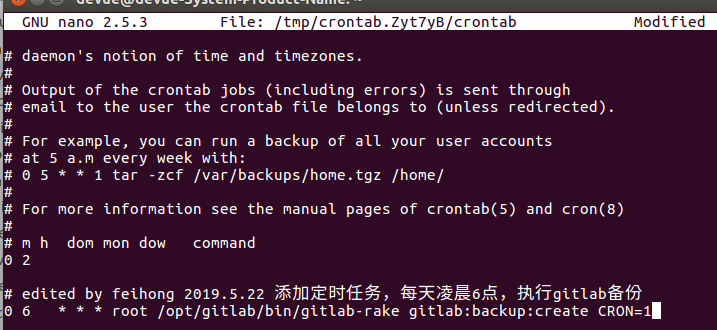 GNU nano 2.5.3 File: /tmp/crontab.Zyt7yB/crontab Modified
# daemon's notion of time and timezones.
#
# Output of the crontab jobs (including errors) is sent through
# email to the user the crontab file belongs to (unless redirected).
#
# For example, you can run a backup of all your user accounts
# at 5 a.m every week with:
# 0 5 * * 1 tar -zcf /var/backups/home.tgz /home/
#
# For more information see the manual pages of crontab(5) and cron(8)
#
# m h  dom mon dow   command
0 2
# edited by feihong 2019.5.22 添加定时任务，每天凌晨6点，执行gitlab备份
0 6   * * * root /opt/gitlab/bin/gitlab-rake gitlab:backup:create CRON=1